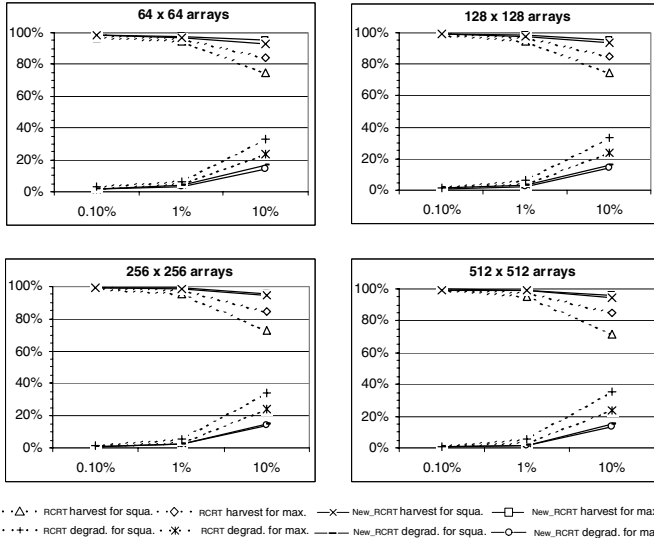 64 x 64 arrays
100%
80%
60%
40%
20%
0%
0.10% 1% 10%
128 x 128 arrays
100%
80%
60%
40%
20%
0%
0.10% 1% 10%
256 x 256 arrays
100%
80%
60%
40%
20%
0%
0.10% 1% 10%
512 x 512 arrays
100%
80%
60%
40%
20%
0%
0.10% 1% 10%
RCRT harvest for squa. RCRT harvest for max. New_RCRT harvest for squa. New_RCRT harvest for max
RCRT degrad. for squa. RCRT degrad. for max. New_RCRT degrad. for squa. New_RCRT degrad. for max